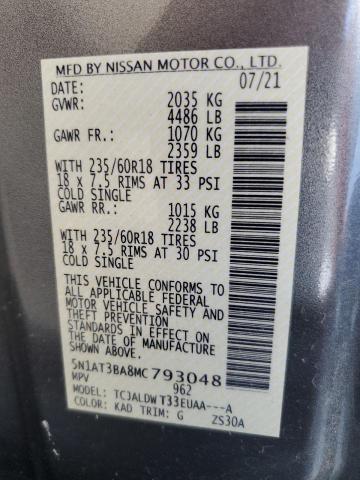 MFD BY NISSAN MOTOR CO., LTD.
DATE: 07/21
GVWR: 2035 KG
4486 LB
GAWR FR: 1070 KG
2359 LB
WITH 235/60R18 TIRES
18 x 7.5 RIMS AT 33 PSI
COLD SINGLE
GAWR RR: 1015 KG
2238 LB
WITH 235/60R18 TIRES
18 x 7.5 RIMS AT 30 PSI
COLD SINGLE
THIS VEHICLE CONFORMS TO
ALL APPLICABLE FEDERAL
MOTOR VEHICLE SAFETY AND
THEFT PREVENTION
STANDARDS IN EFFECT ON
THE DATE OF MANUFACTURE
SHOWN ABOVE.
5N1AT3BA8MC793048
MPV 962
TCJALDWT33EUAA---A
COLOR: KAD TRIM: G ZS30A